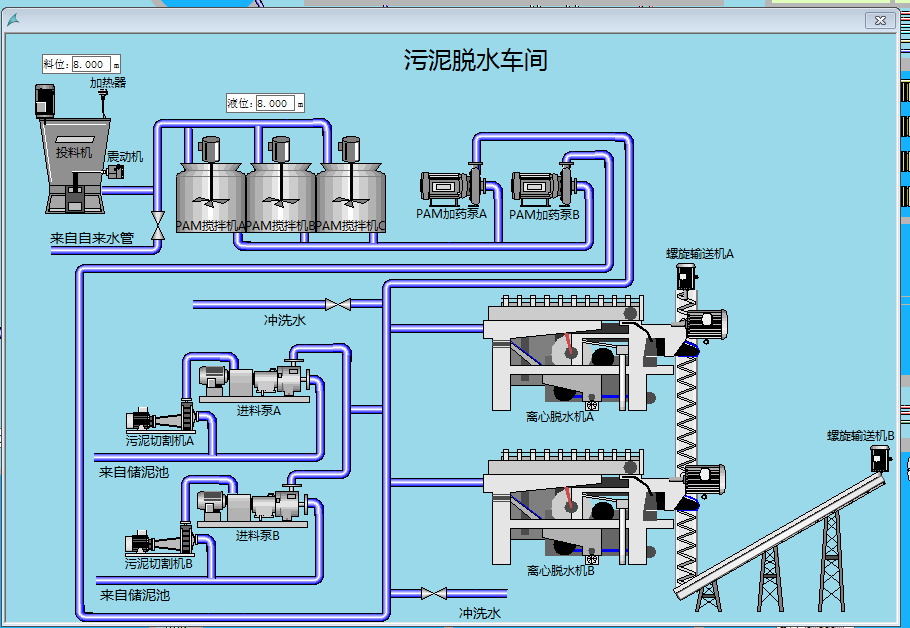 污泥脱水车间
料位: 8.000 m
加热器
液位: 8.000 m
投料机
震动机
PAM搅拌机A
PAM搅拌机B
PAM搅拌机C
PAM加药泵A
PAM加药泵B
来自自来水管
螺旋输送机A
冲洗水
进料泵A
离心脱水机A
污泥切割机A
螺旋输送机B
来自储泥池
进料泵B
污泥切割机B
离心脱水机B
来自储泥池
冲洗水